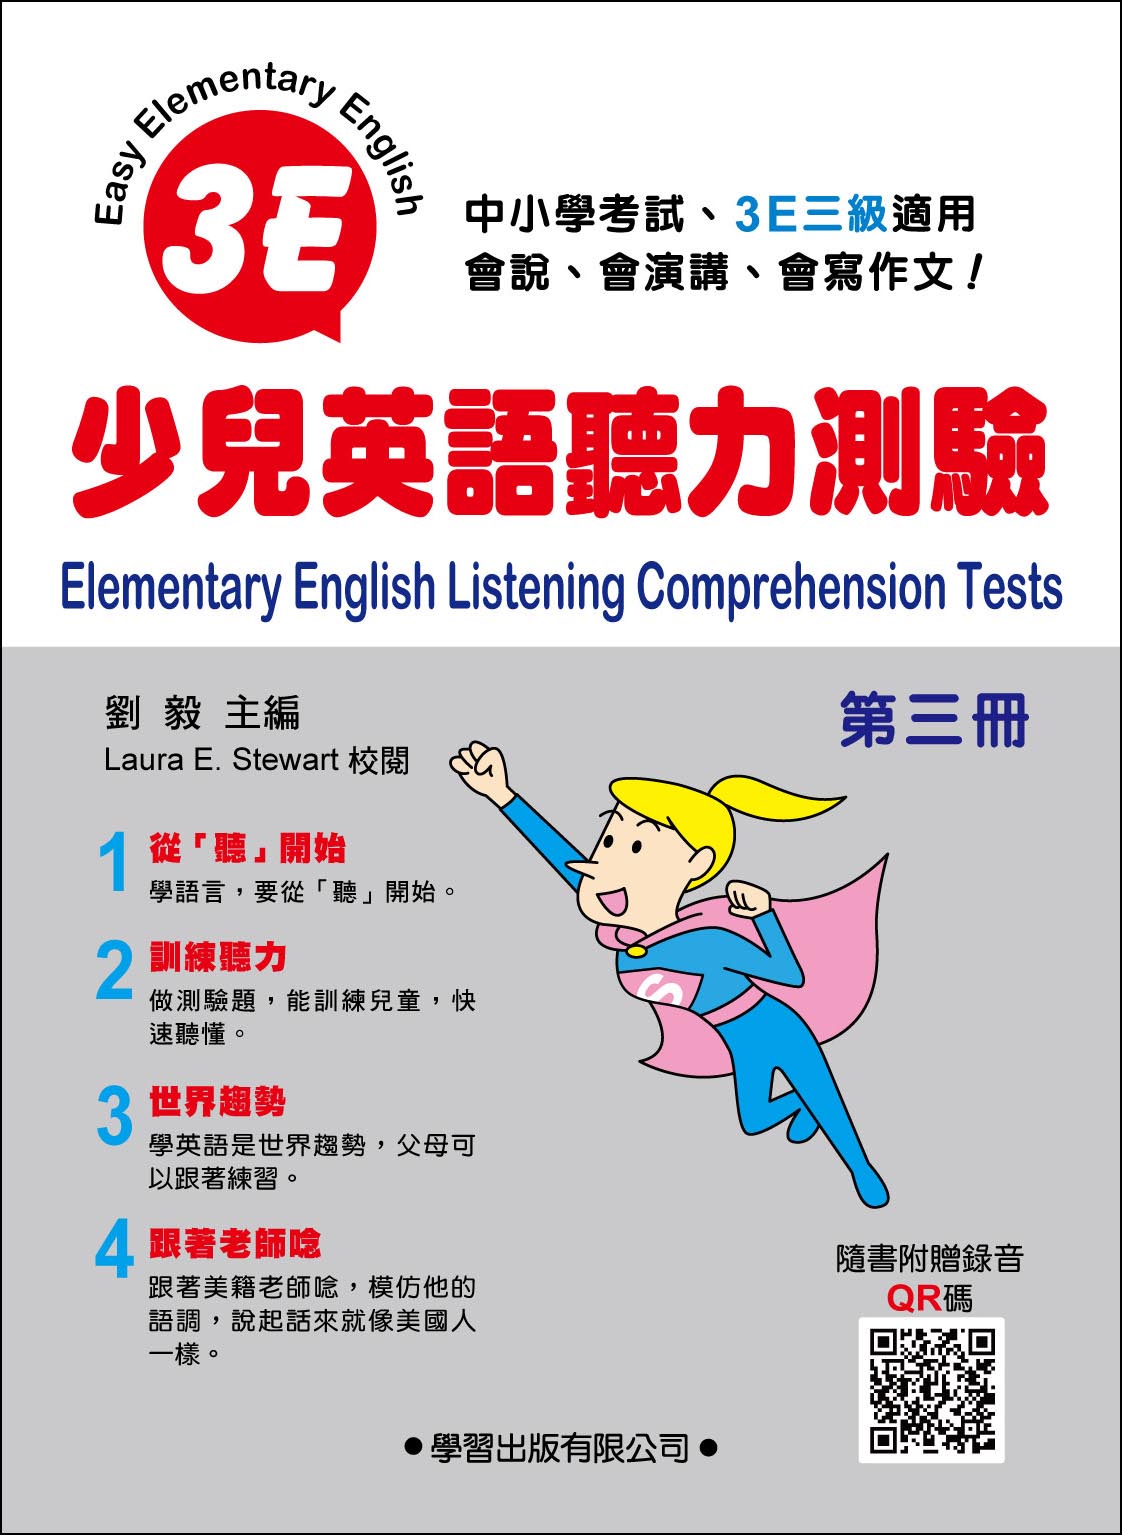 Easy Elementary English
3E
中小學考試、3E三級適用
會說、會演講、會寫作文!
少兒英語聽力測驗
Elementary English Listening Comprehension Tests
劉 毅 主編
Laura E. Stewart 校閱
第三冊
1 從「聽」開始
學語言，要從「聽」開始。
2 訓練聽力
做測驗題，能訓練兒童，快
速聽懂。
3 世界趨勢
學英語是世界趨勢，父母可
以跟著練習。
4 跟著老師唸
跟著美籍老師唸，模仿他的
語調，說起話來就像美國人
一樣。
S
隨書附贈錄音
QR碼
●學習出版有限公司●